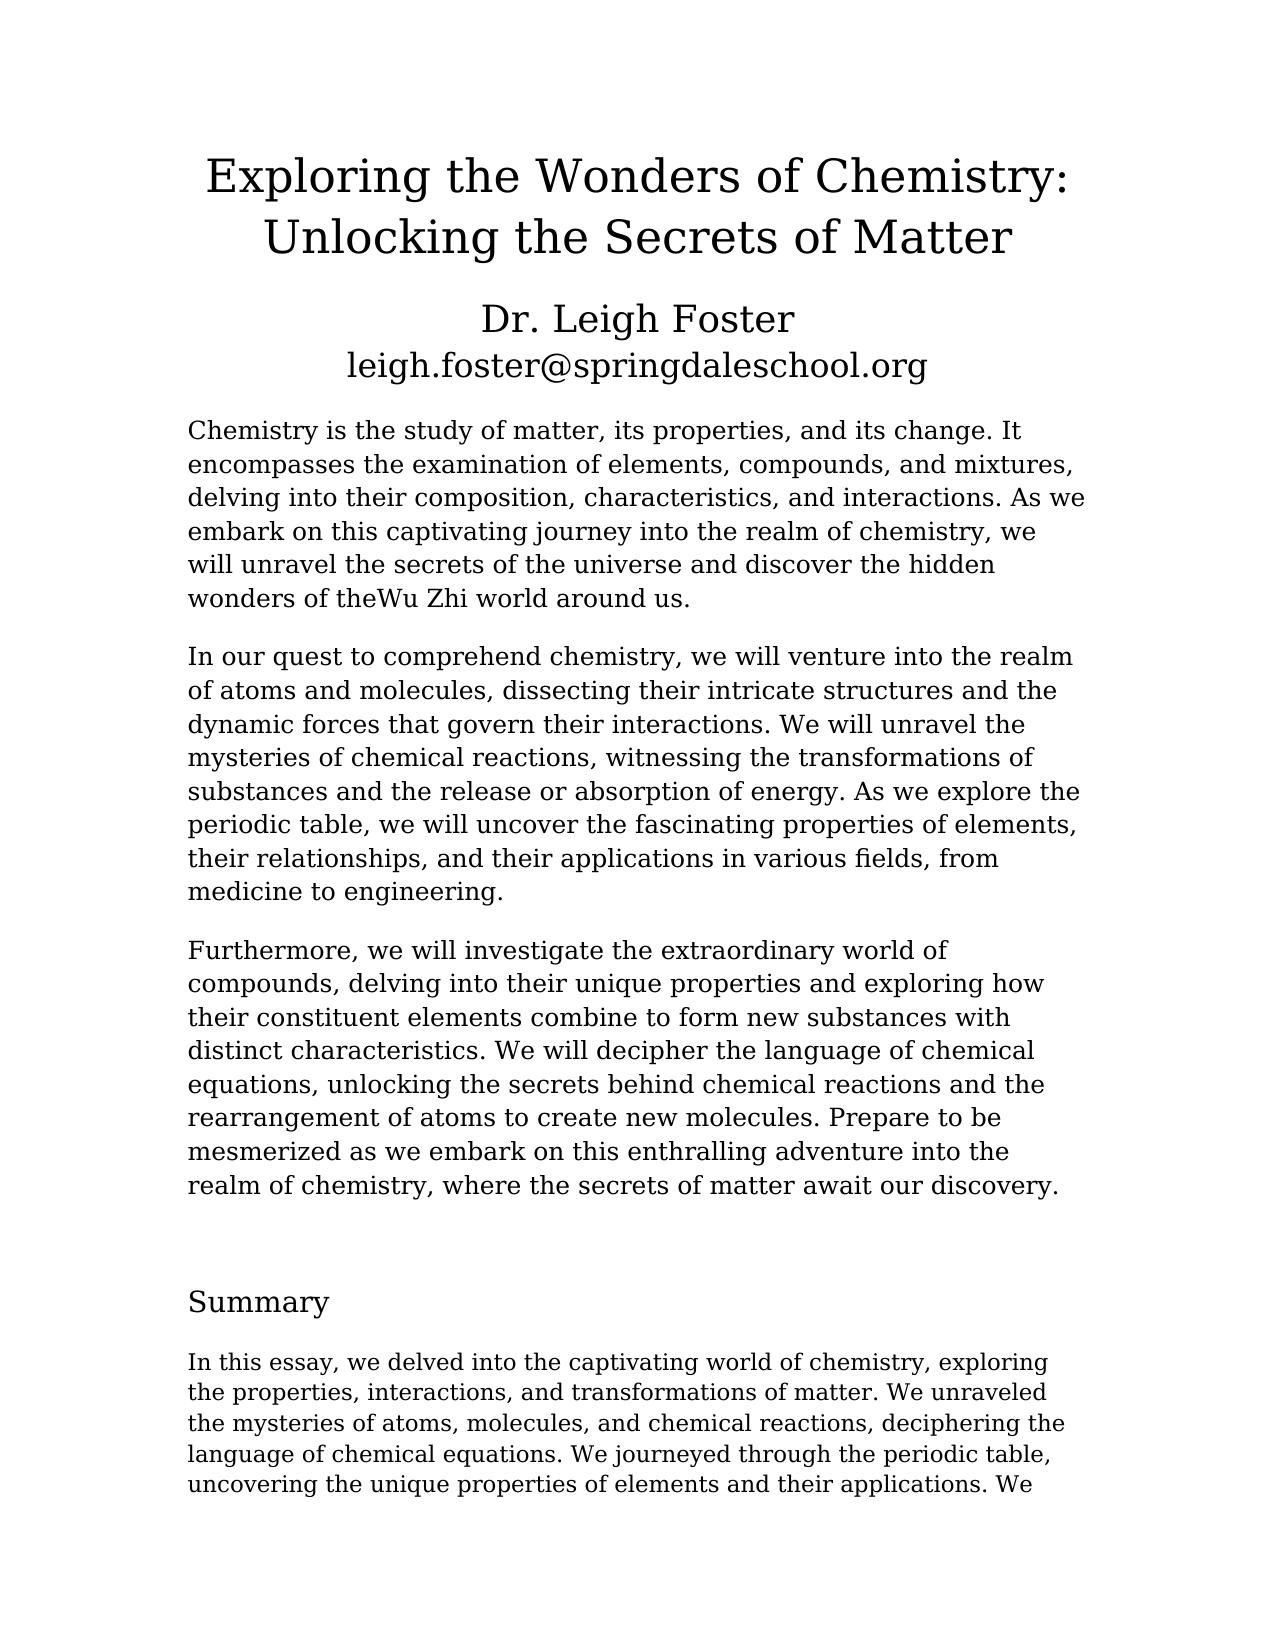 Exploring the Wonders of Chemistry:
Unlocking the Secrets of Matter
Dr. Leigh Foster
leigh.foster@springdaleschool.org
Chemistry is the study of matter, its properties, and its change. It
encompasses the examination of elements, compounds, and mixtures,
delving into their composition, characteristics, and interactions. As we
embark on this captivating journey into the realm of chemistry, we
will unravel the secrets of the universe and discover the hidden
wonders of theWu Zhi world around us.
In our quest to comprehend chemistry, we will venture into the realm
of atoms and molecules, dissecting their intricate structures and the
dynamic forces that govern their interactions. We will unravel the
mysteries of chemical reactions, witnessing the transformations of
substances and the release or absorption of energy. As we explore the
periodic table, we will uncover the fascinating properties of elements,
their relationships, and their applications in various fields, from
medicine to engineering.
Furthermore, we will investigate the extraordinary world of
compounds, delving into their unique properties and exploring how
their constituent elements combine to form new substances with
distinct characteristics. We will decipher the language of chemical
equations, unlocking the secrets behind chemical reactions and the
rearrangement of atoms to create new molecules. Prepare to be
mesmerized as we embark on this enthralling adventure into the
realm of chemistry, where the secrets of matter await our discovery.
Summary
In this essay, we delved into the captivating world of chemistry, exploring
the properties, interactions, and transformations of matter. We unraveled
the mysteries of atoms, molecules, and chemical reactions, deciphering the
language of chemical equations. We journeyed through the periodic table,
uncovering the unique properties of elements and their applications. We